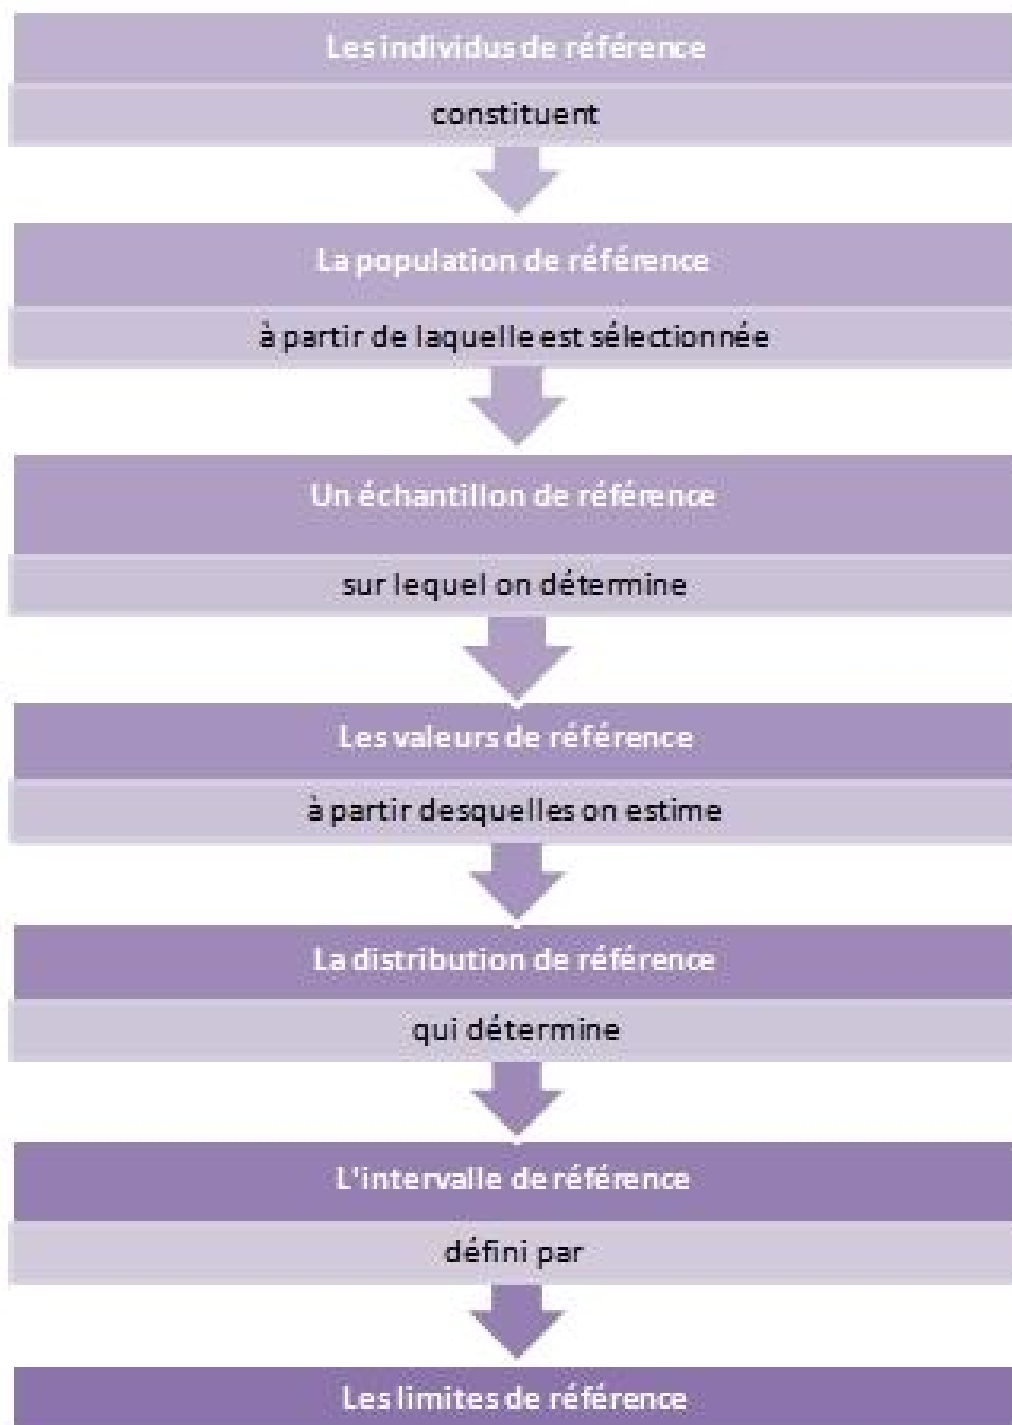 Les individus de référence
constituent
La population de référence
à partir de laquelle est sélectionnée
Un échantillon de référence
sur lequel on détermine
Les valeurs de référence
à partir desquelles on estime
La distribution de référence
qui détermine
L'intervalle de référence
défini par
Les limites de référence